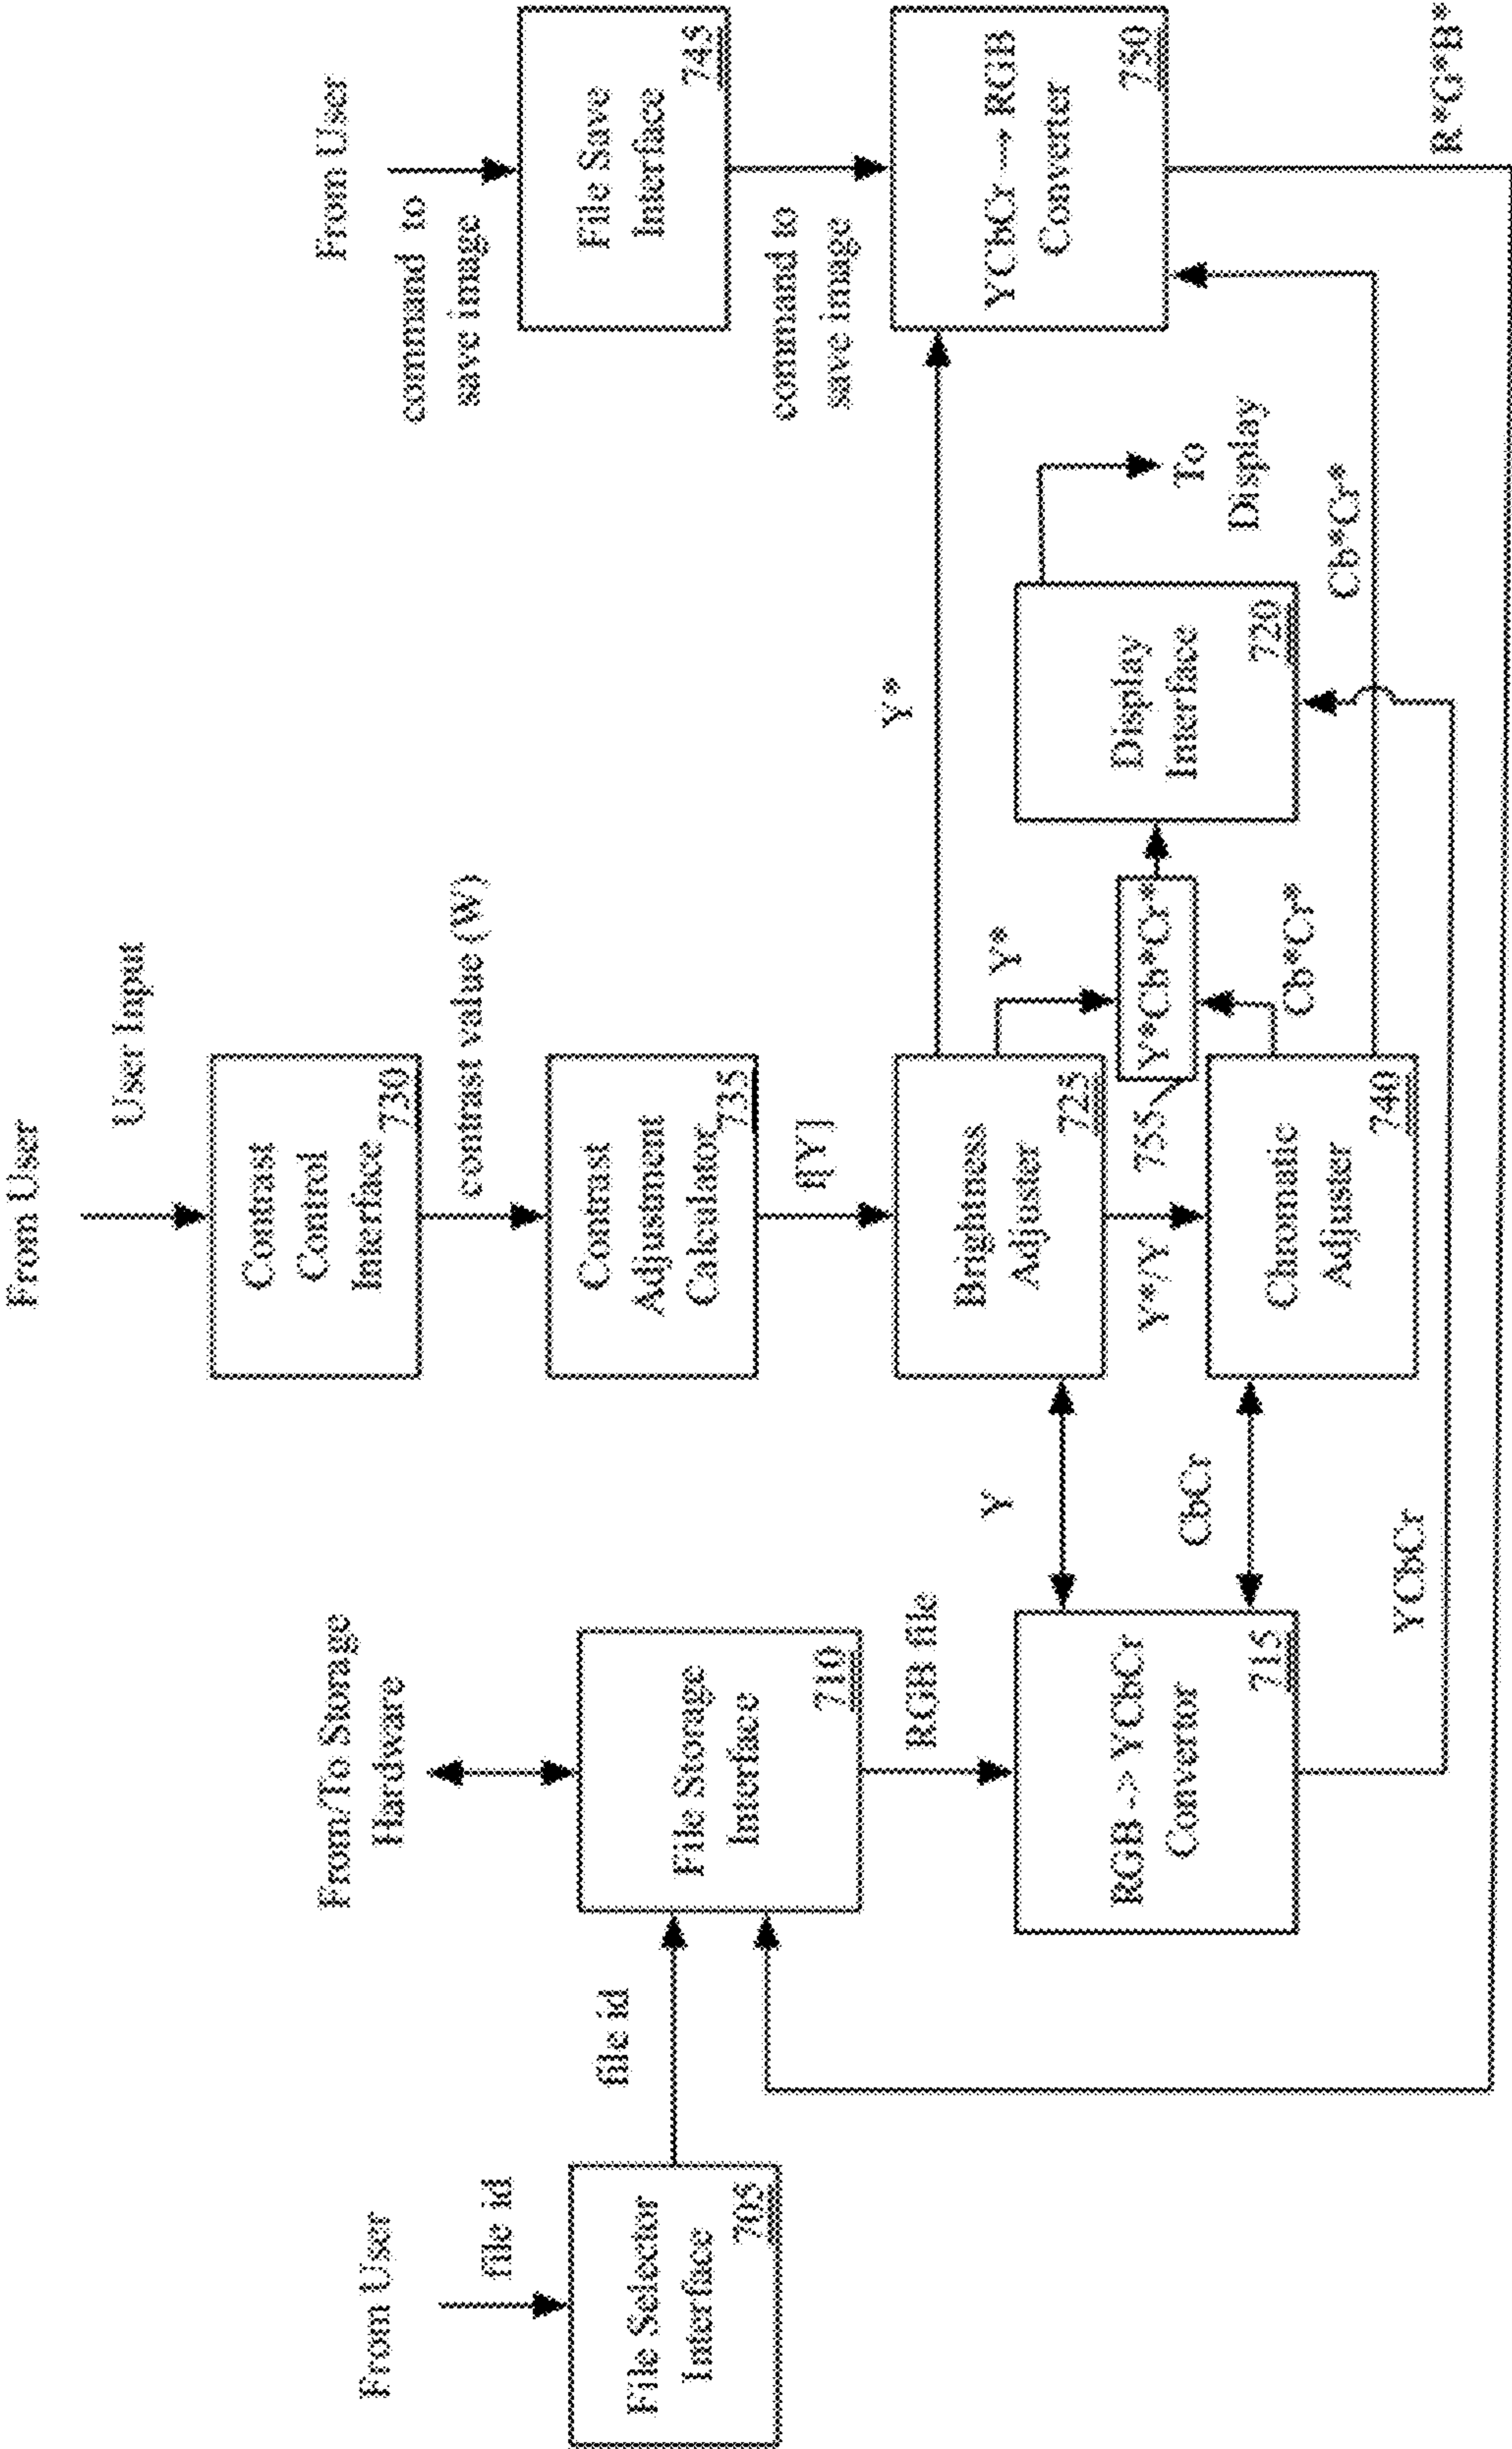 From User
file id
File Selector
Interface
705
file id
From/To Storage
Hardware
File Storage
Interface
710
RGB file
RGB -> YCbCr
Convertor
715
Y
CbCr
YCbCr
From User
User Input
Contrast
Control
Interface
730
contrast value (W)
Contrast
Adjustment
Calculator
735
f[Y]
Brightness
Adjuster
725
Y*/Y
755
Chromatic
Adjuster
740
Y*
Y*Cb*Cr*
Cb*Cr*
Y*
Display
Interface
720
To
Display
Cb*Cr*
From User
command to
save image
File Save
Interface
745
command to
save image
YCbCr → RGB
Converter
750
R*G*B*